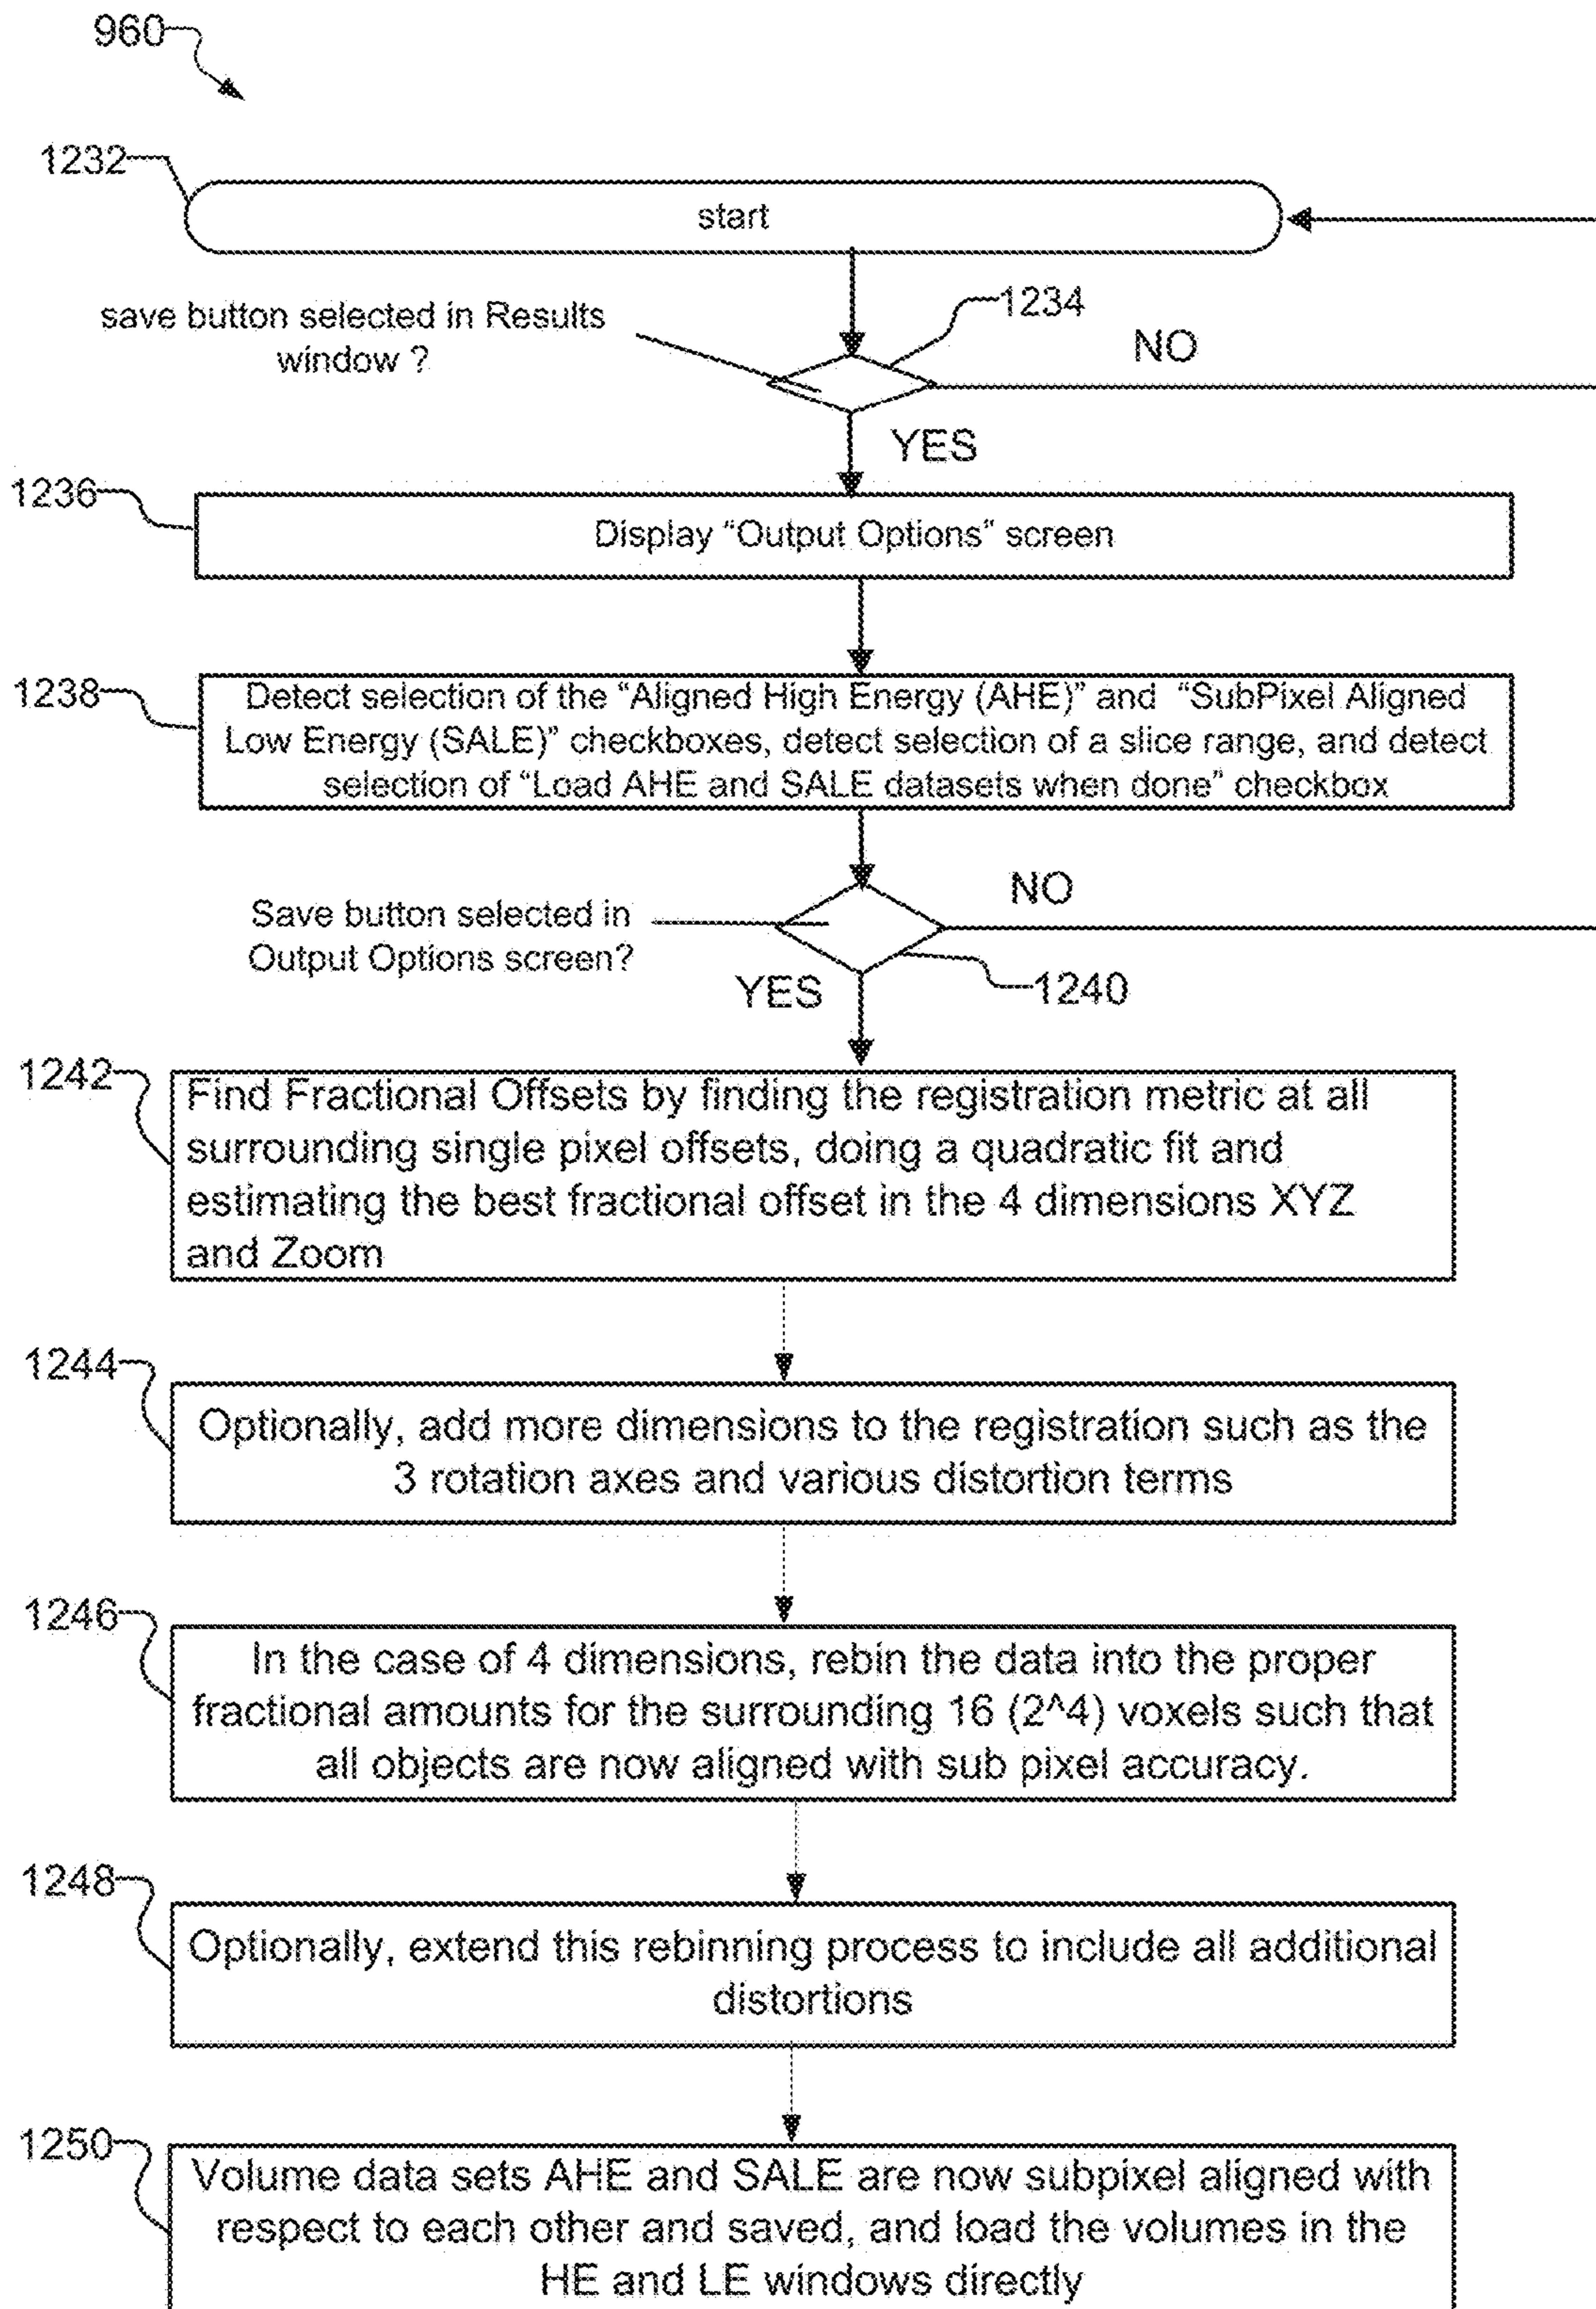 960
1232
start
save button selected in Results
window ?
1234
NO
YES
1236
Display “Output Options” screen
1238
Detect selection of the “Aligned High Energy (AHE)” and “SubPixel Aligned
Low Energy (SALE)” checkboxes, detect selection of a slice range, and detect
selection of “Load AHE and SALE datasets when done” checkbox
NO
Save button selected in
Output Options screen?
YES
1240
1242
Find Fractional Offsets by finding the registration metric at all
surrounding single pixel offsets, doing a quadratic fit and
estimating the best fractional offset in the 4 dimensions XYZ
and Zoom
1244
Optionally, add more dimensions to the registration such as the
3 rotation axes and various distortion terms
1246
In the case of 4 dimensions, rebin the data into the proper
fractional amounts for the surrounding 16 (2^4) voxels such that
all objects are now aligned with sub pixel accuracy.
1248
Optionally, extend this rebinning process to include all additional
distortions
1250
Volume data sets AHE and SALE are now subpixel aligned with
respect to each other and saved, and load the volumes in the
HE and LE windows directly